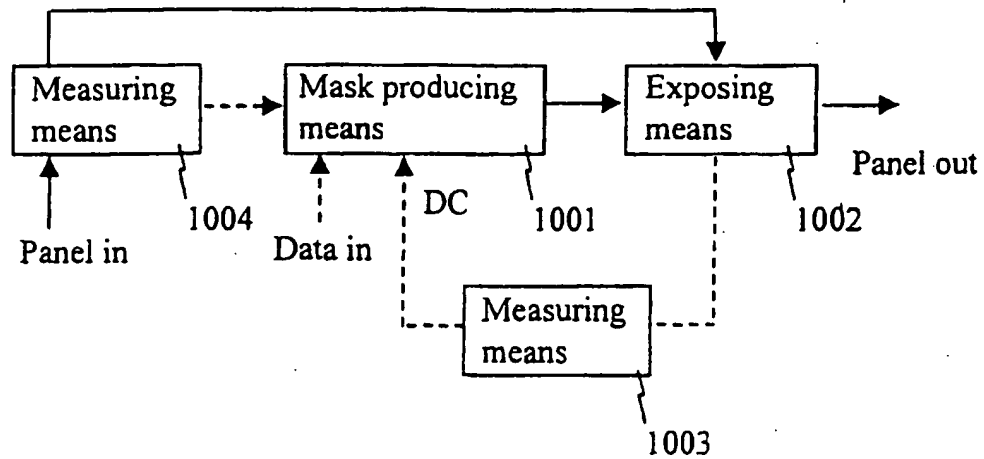 Measuring
means
Mask producing
means
Exposing
means
Panel out
1004
DC
1001
1002
Panel in
Data in
Measuring
means
1003